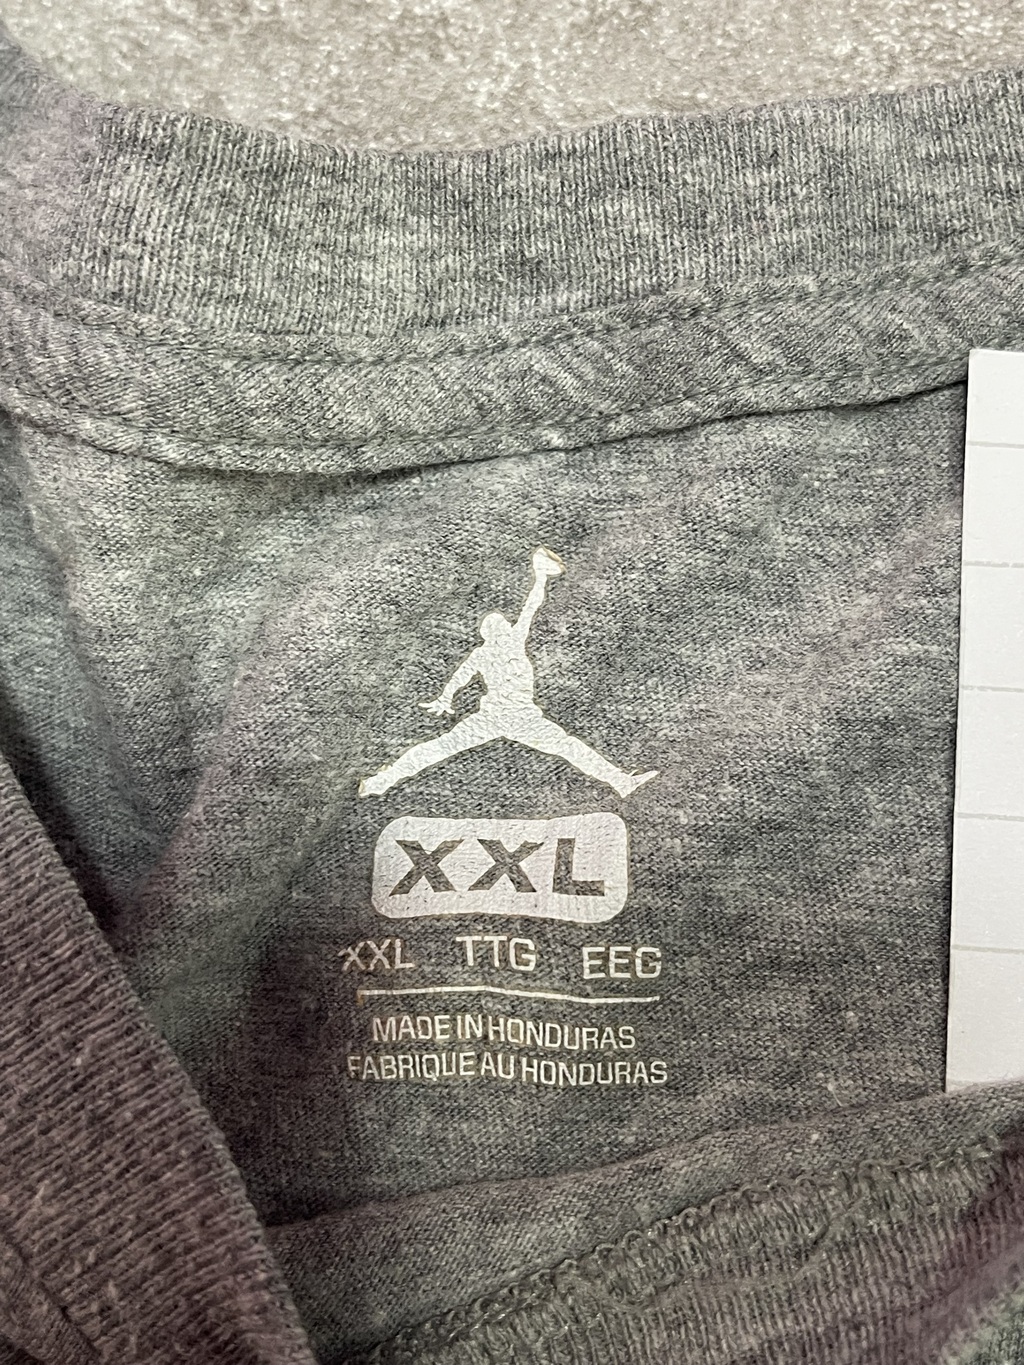 XXL
XXL TTG EEG
MADE IN HONDURAS
FABRIQUE AU HONDURAS